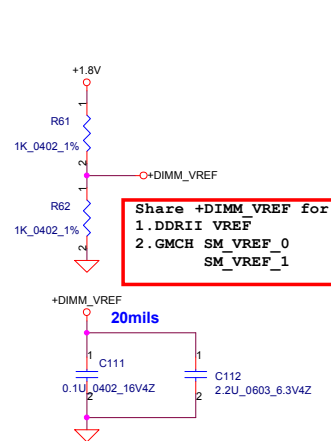 +1.8V
1
R61
1K_0402_1%
2
+DIMM_VREF
1
R62
1K_0402_1%
2
Share +DIMM_VREF for
1.DDRII VREF
2.GMCH SM_VREF_0
SM_VREF_1
+DIMM_VREF
20mils
1
C111
0.1U_0402_16V4Z
2
1
C112
2.2U_0603_6.3V4Z
2